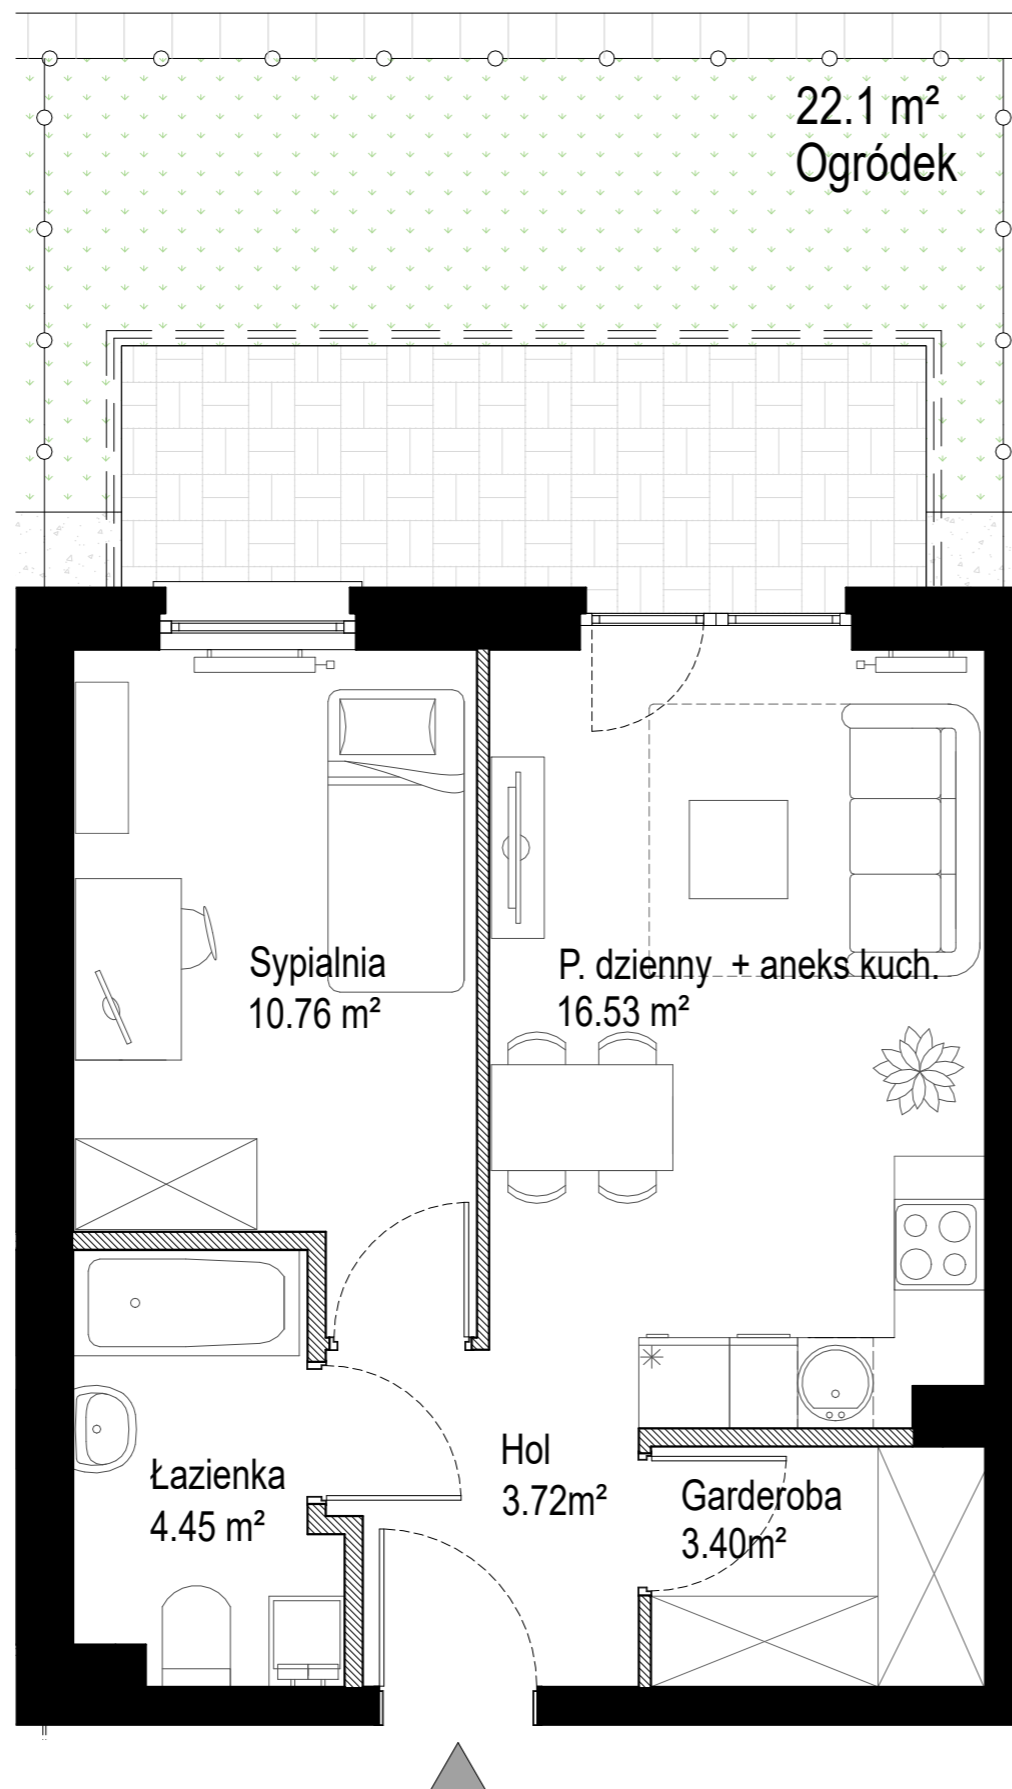 22.1 m²
Ogródek
Sypialnia
10.76 m²
P. dzienny + aneks kuch.
16.53 m²
Łazienka
4.45 m²
Hol
3.72m²
Garderoba
3.40m²